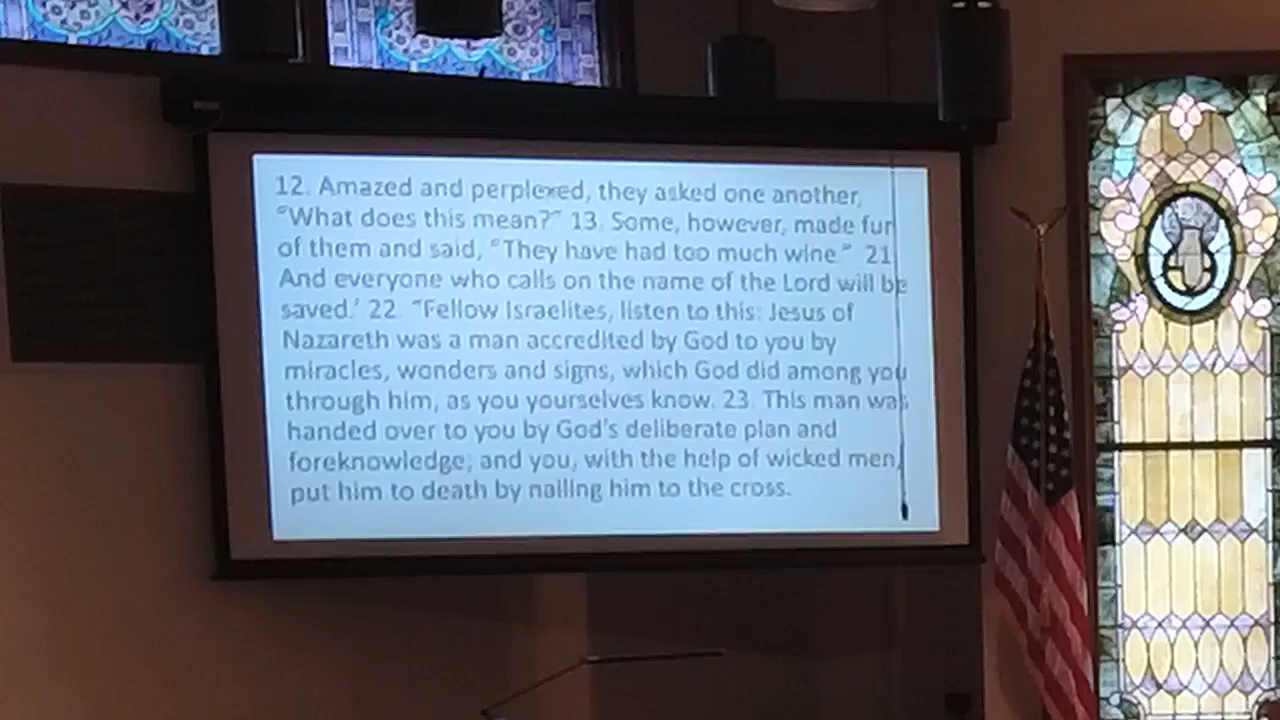 12. Amazed and perplexed, they asked one another,
"What does this mean?" 13. Some, however, made fun
of them and said, "They have had too much wine." 21
And everyone who calls on the name of the Lord will be
saved.' 22. "Fellow Israelites, listen to this: Jesus of
Nazareth was a man accredited by God to you by
miracles, wonders and signs, which God did among you
through him, as you yourselves know. 23. This man was
handed over to you by God's deliberate plan and
foreknowledge; and you, with the help of wicked men,
put him to death by nailing him to the cross.